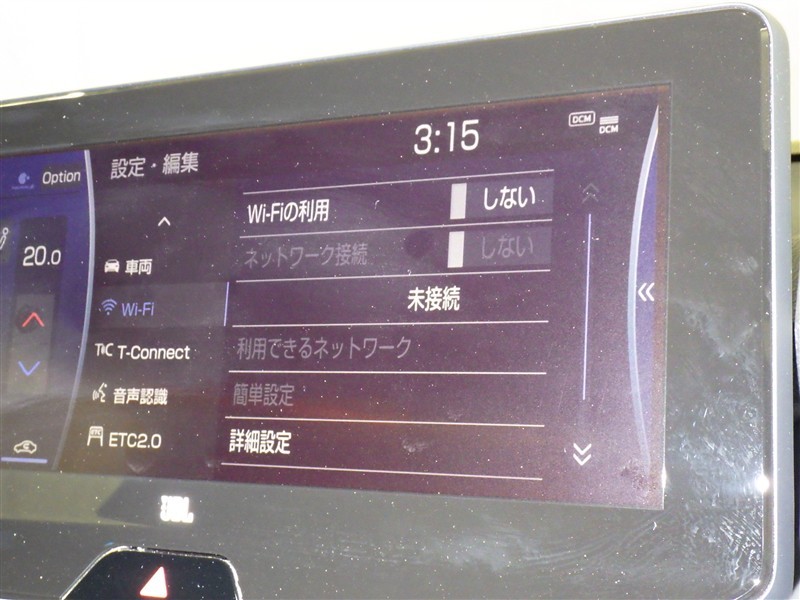 3:15
DCM
DCM
設定・編集
Option
20.0
車両
Wi-Fi
T-Connect
音声認識
ETC2.0
Wi-Fiの利用 しない
ネットワーク接続 しない
未接続
利用できるネットワーク
簡単設定
詳細設定
JBL